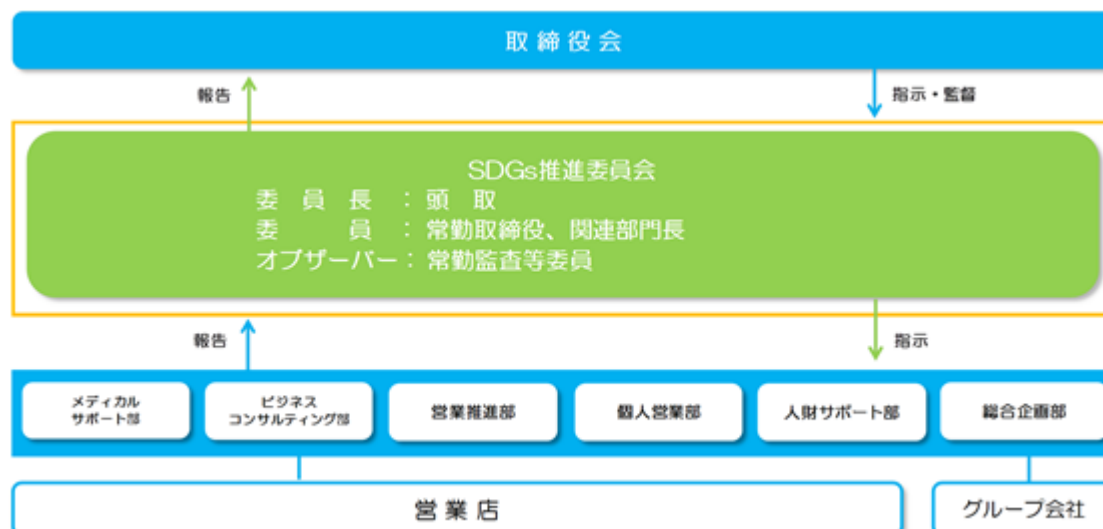 取締役会
報告
指示・監督
SDGs推進委員会
委員長：頭取
委員：常勤取締役、関連部門長
オブザーバー：常勤監査等委員
報告
指示
メディカル
サポート部
ビジネス
コンサルティング部
営業推進部
個人営業部
人財サポート部
総合企画部
営業店
グループ会社